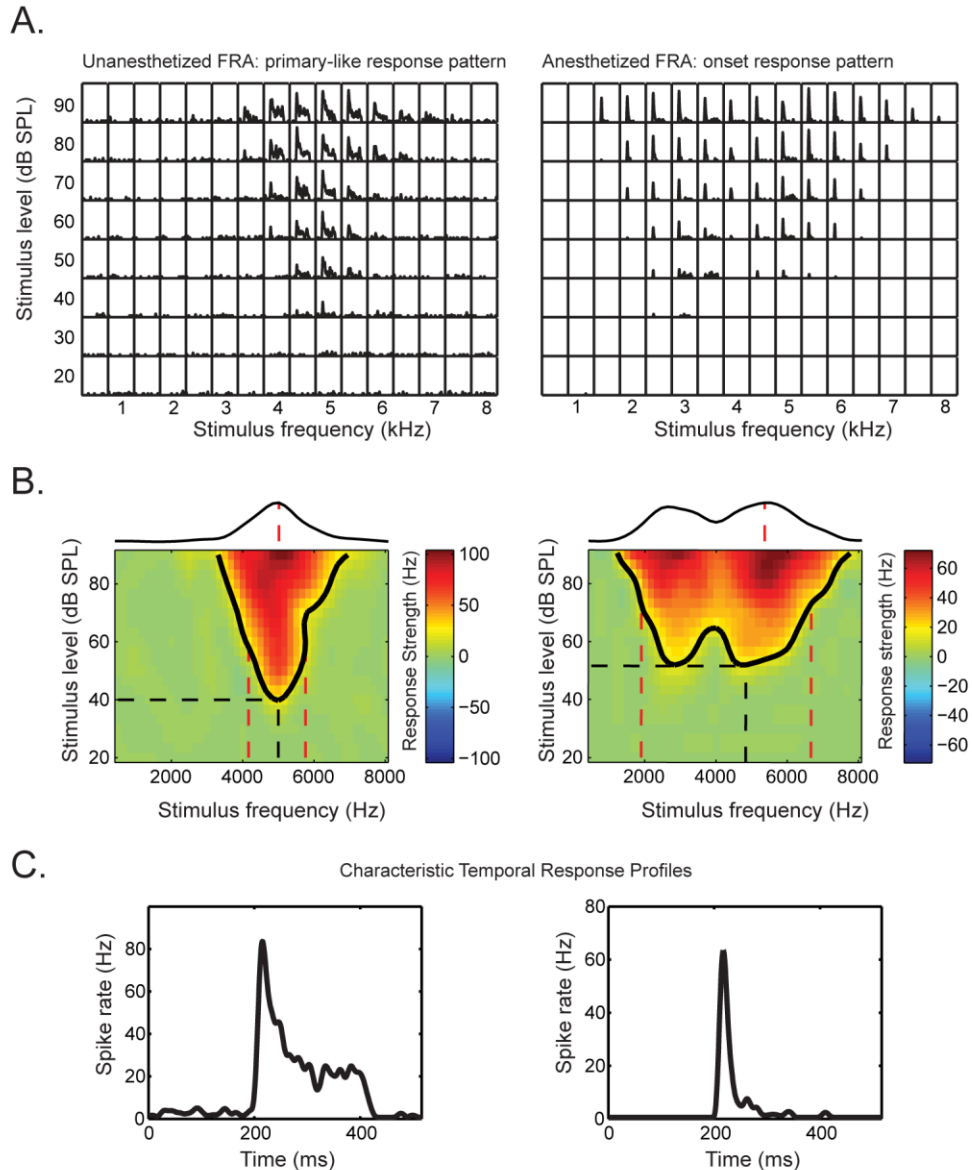 A.
Unanesthetized FRA: primary-like response pattern
Anesthetized FRA: onset response pattern
Stimulus level (dB SPL)
90
80
70
60
50
40
30
20
1 2 3 4 5 6 7 8
Stimulus frequency (kHz)
1 2 3 4 5 6 7 8
Stimulus frequency (kHz)
B.
Stimulus level (dB SPL)
80
60
40
20
2000 4000 6000 8000
Stimulus frequency (Hz)
Response Strength (Hz)
100
50
0
−50
−100
Stimulus level (dB SPL)
80
60
40
20
2000 4000 6000 8000
Stimulus frequency (Hz)
Response strength (Hz)
60
40
20
0
−20
−40
−60
C.
Characteristic Temporal Response Profiles
Spike rate (Hz)
80
60
40
20
0
0 200 400
Time (ms)
Spike rate (Hz)
80
60
40
20
0
0 200 400
Time (ms)